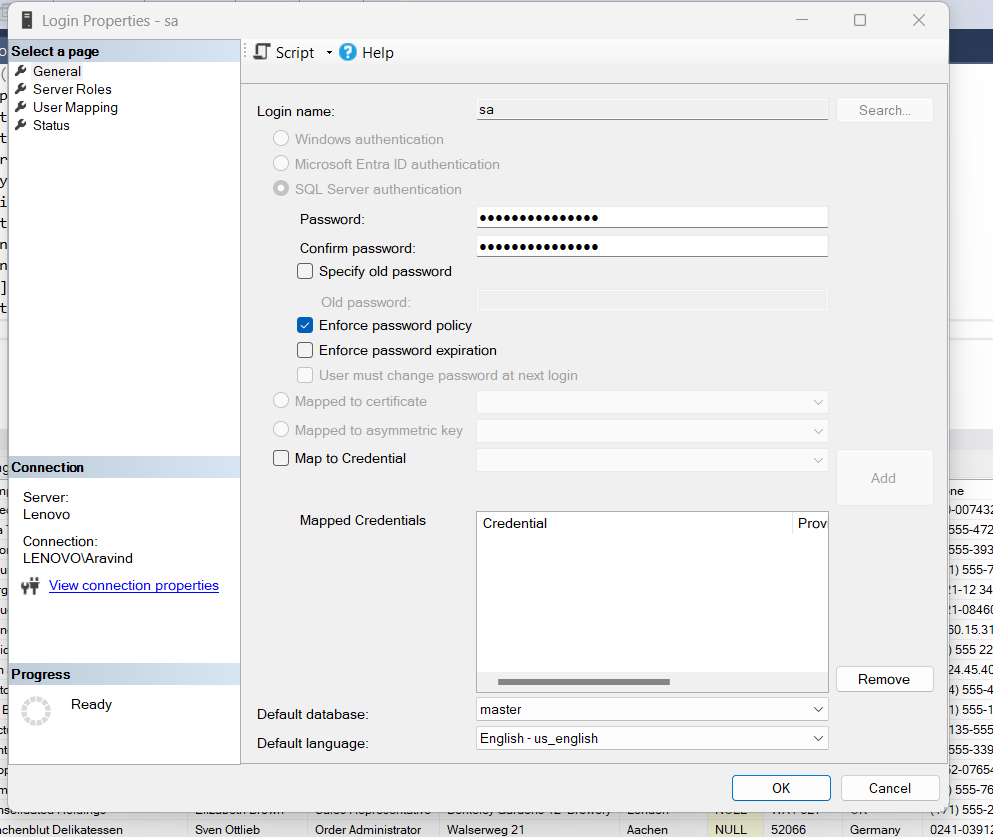 Login Properties - sa
Select a page
General
Server Roles
User Mapping
Status
Script
Help
Login name:
sa
Search...
Windows authentication
Microsoft Entra ID authentication
SQL Server authentication
Password:
●●●●●●●●●●●●●●●
Confirm password:
●●●●●●●●●●●●●●●
Specify old password
Old password:
Enforce password policy
Enforce password expiration
User must change password at next login
Mapped to certificate
Mapped to asymmetric key
Map to Credential
Add
Mapped Credentials
Credential
Prov
Remove
Default database:
master
Default language:
English - us_english
Connection
Server:
Lenovo
Connection:
LENOVO\Aravind
View connection properties
Progress
Ready
OK
Cancel
achenblut Delikatessen Sven Ottlieb Order Administrator Walserweg 21 Aachen NULL 52066 Germany 0241-03912